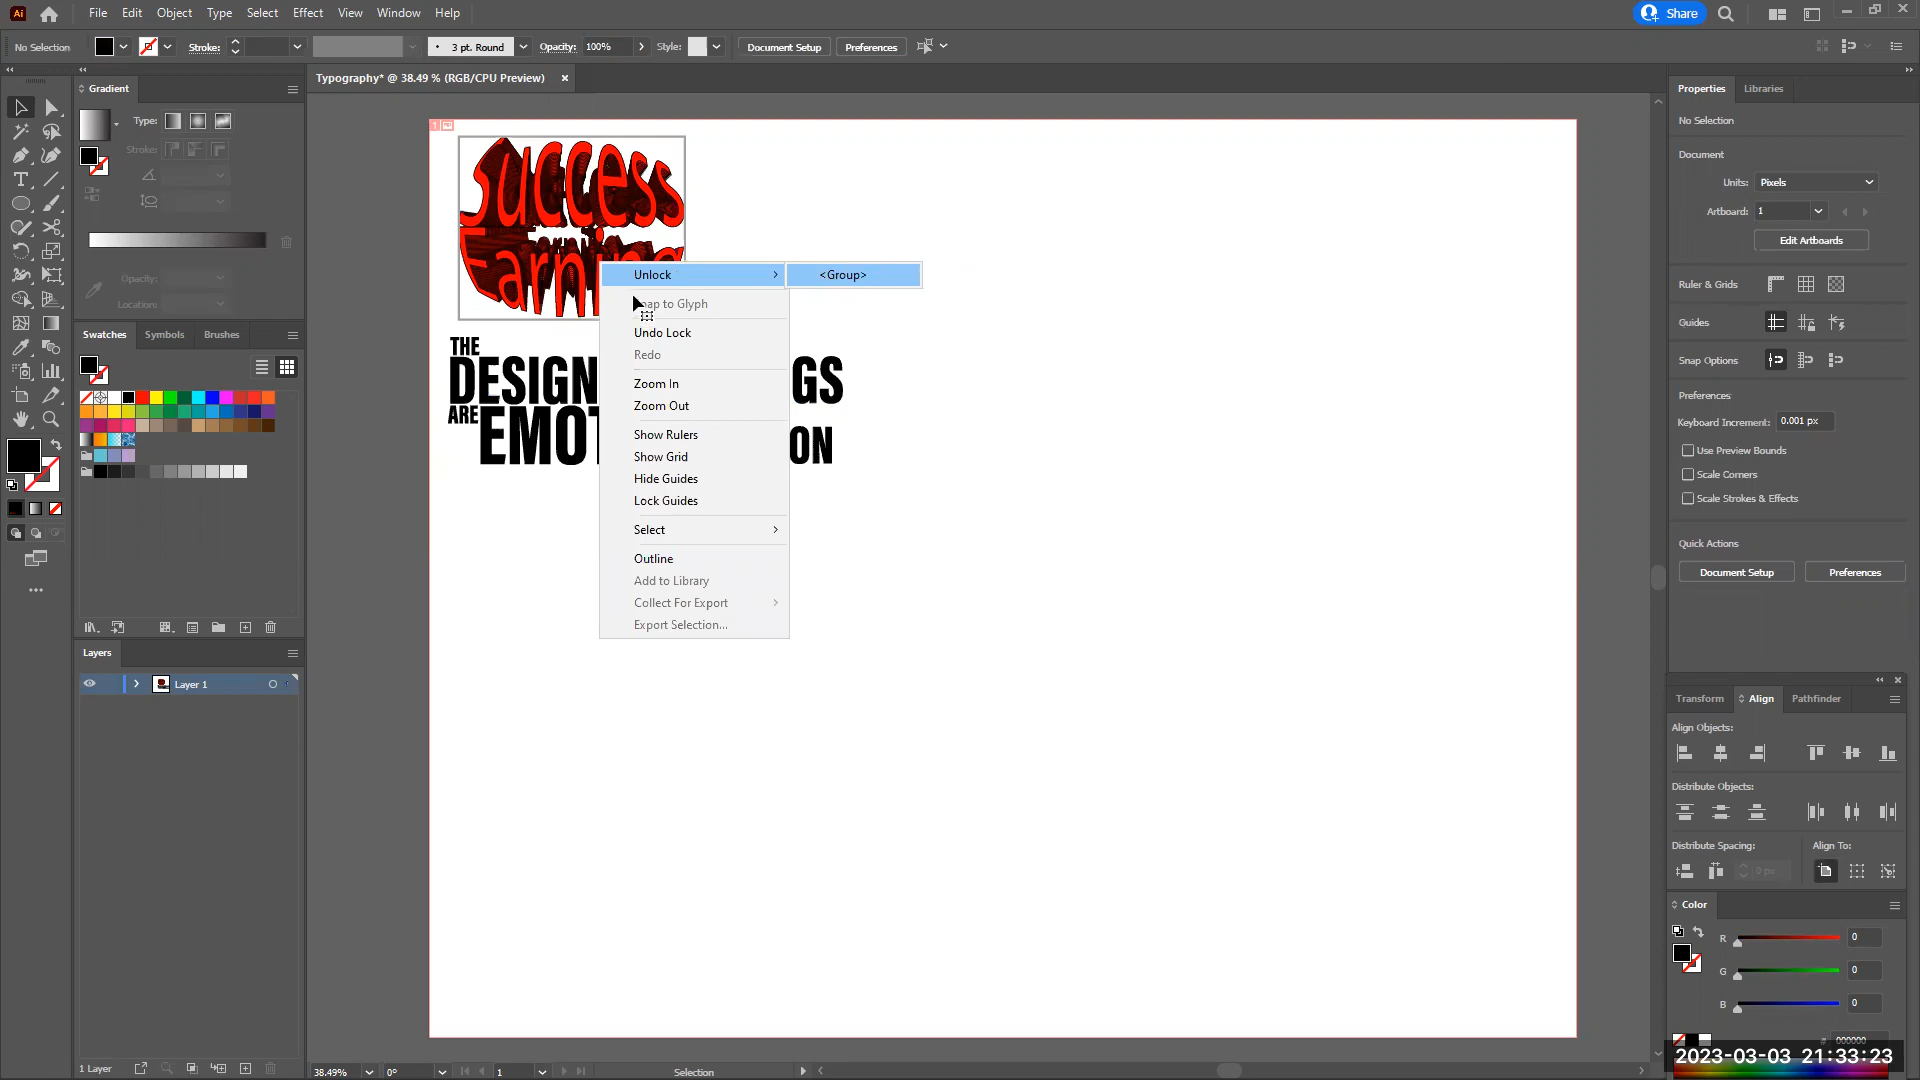 Ai File Edit Object Type Select Effect View Window Help Share
No Selection Stroke: 3 pt. Round Opacity: 100% Style: Document Setup Preferences
Typography* @ 38.49 % (RGB/CPU Preview)
Gradient
Type:
Stroke:
Opacity:
Location:
Swatches Symbols Brushes
Layers
Layer 1
1 Layer
1
Success
Earning
THE
DESIGN GS
ARE EMOT ON
Unlock
<Group>
Snap to Glyph
Undo Lock
Redo
Zoom In
Zoom Out
Show Rulers
Show Grid
Hide Guides
Lock Guides
Select
Outline
Add to Library
Collect For Export
Export Selection...
38.49% 0° 1 Selection
Properties Libraries
No Selection
Document
Units: Pixels
Artboard: 1
Edit Artboards
Ruler & Grids
Guides
Snap Options
Preferences
Keyboard Increment: 0.001 px
Use Preview Bounds
Scale Corners
Scale Strokes & Effects
Quick Actions
Document Setup Preferences
Transform Align Pathfinder
Align Objects:
Distribute Objects:
Distribute Spacing: Align To:
0 px
Color
R 0
G 0
B 0
# 000000
2023-03-03 21:33:23